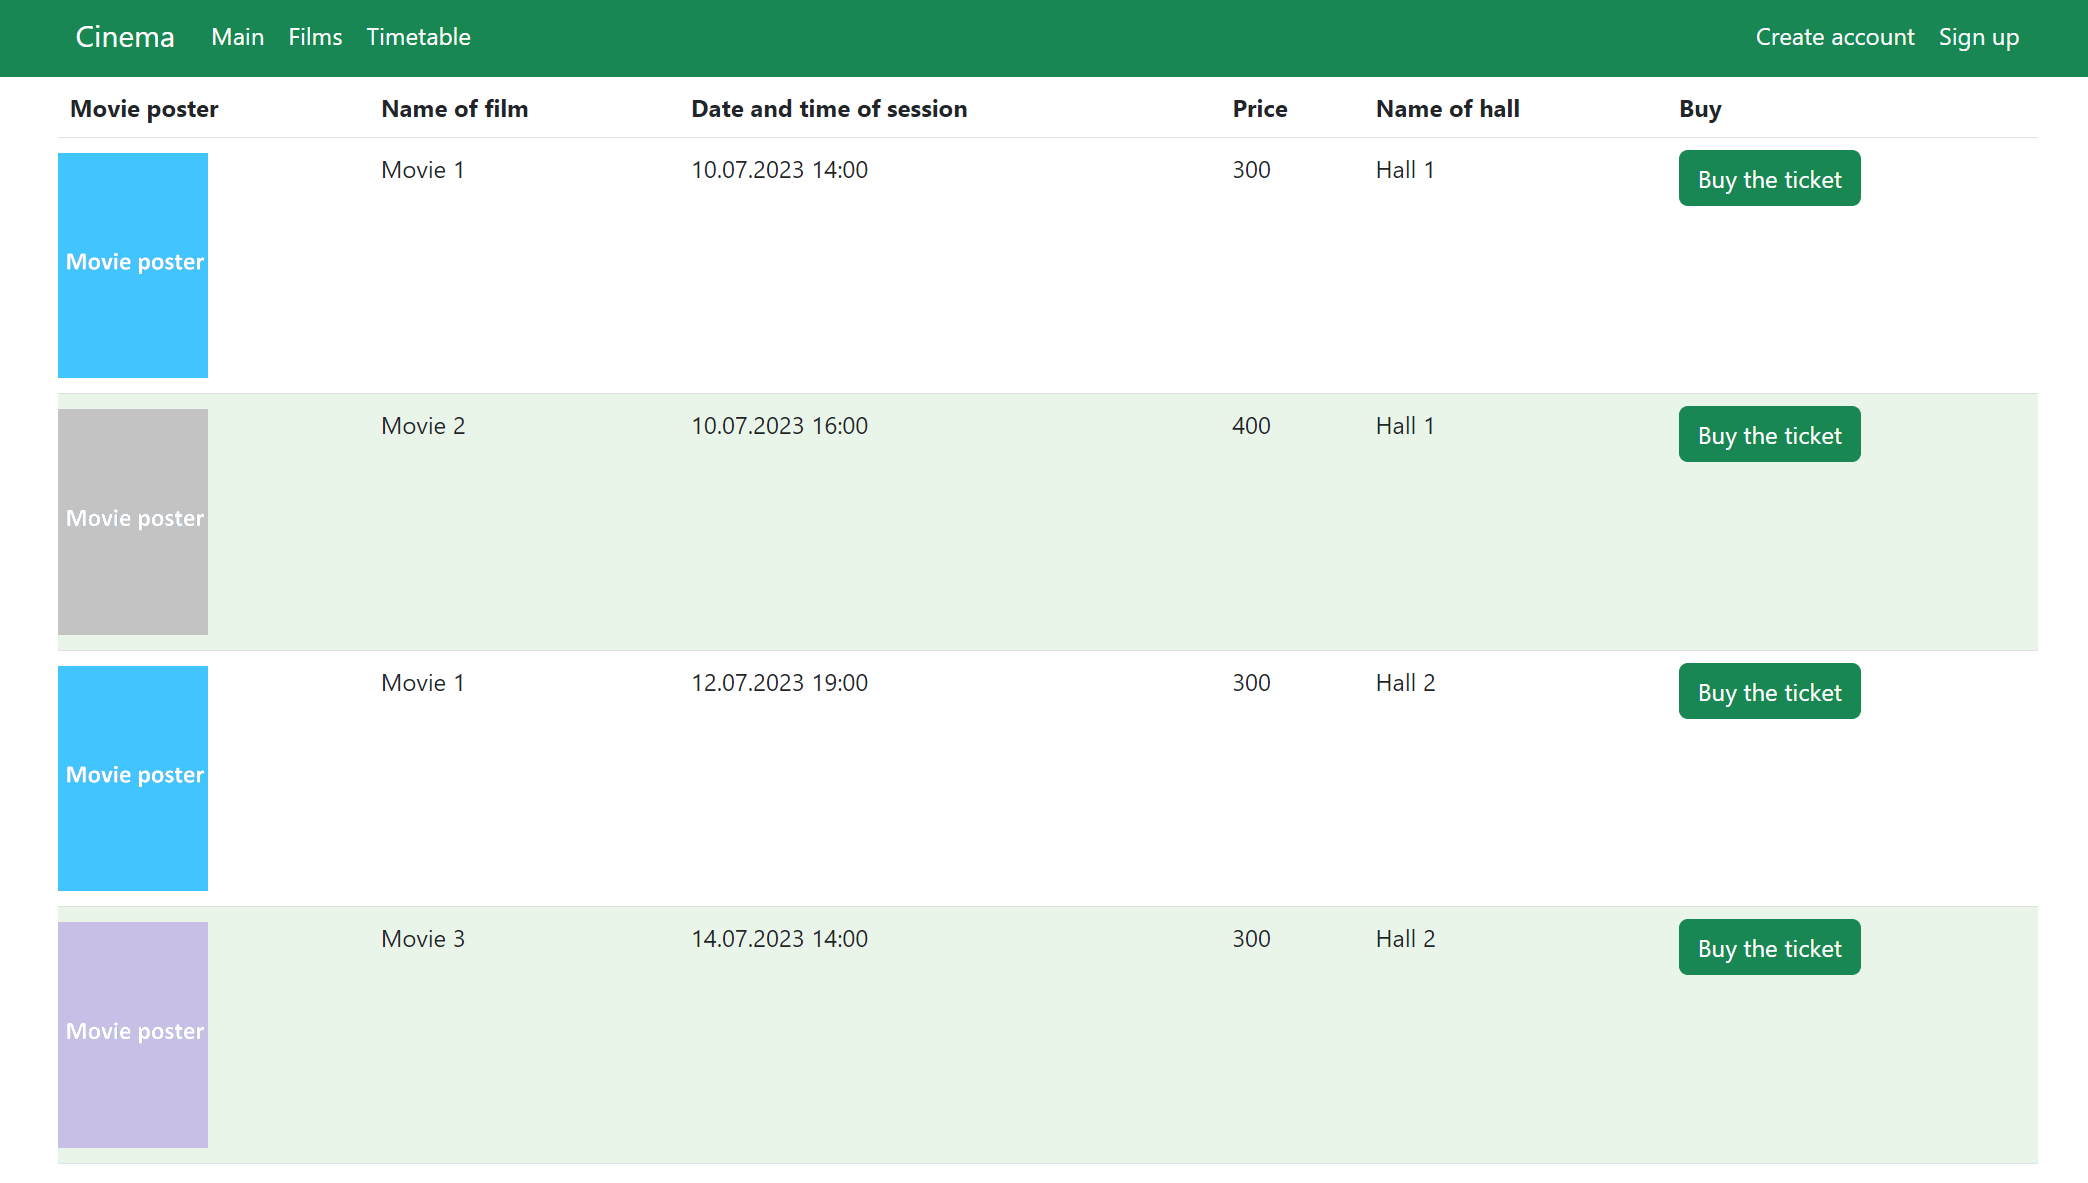 Cinema Main Films Timetable Create account Sign up
Movie poster Name of film Date and time of session Price Name of hall Buy
Movie 1 10.07.2023 14:00 300 Hall 1 Buy the ticket
Movie poster
Movie 2 10.07.2023 16:00 400 Hall 1 Buy the ticket
Movie poster
Movie 1 12.07.2023 19:00 300 Hall 2 Buy the ticket
Movie poster
Movie 3 14.07.2023 14:00 300 Hall 2 Buy the ticket
Movie poster